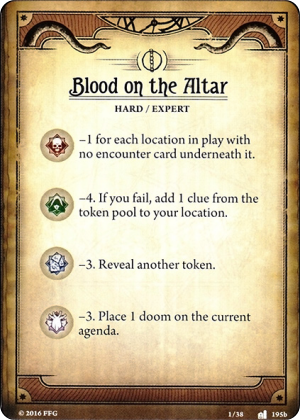 Blood on the Altar
HARD / EXPERT
–1 for each location in play with
no encounter card underneath it.
–4. If you fail, add 1 clue from the
token pool to your location.
–3. Reveal another token.
–3. Place 1 doom on the current
agenda.
© 2016 FFG 1/38 195b